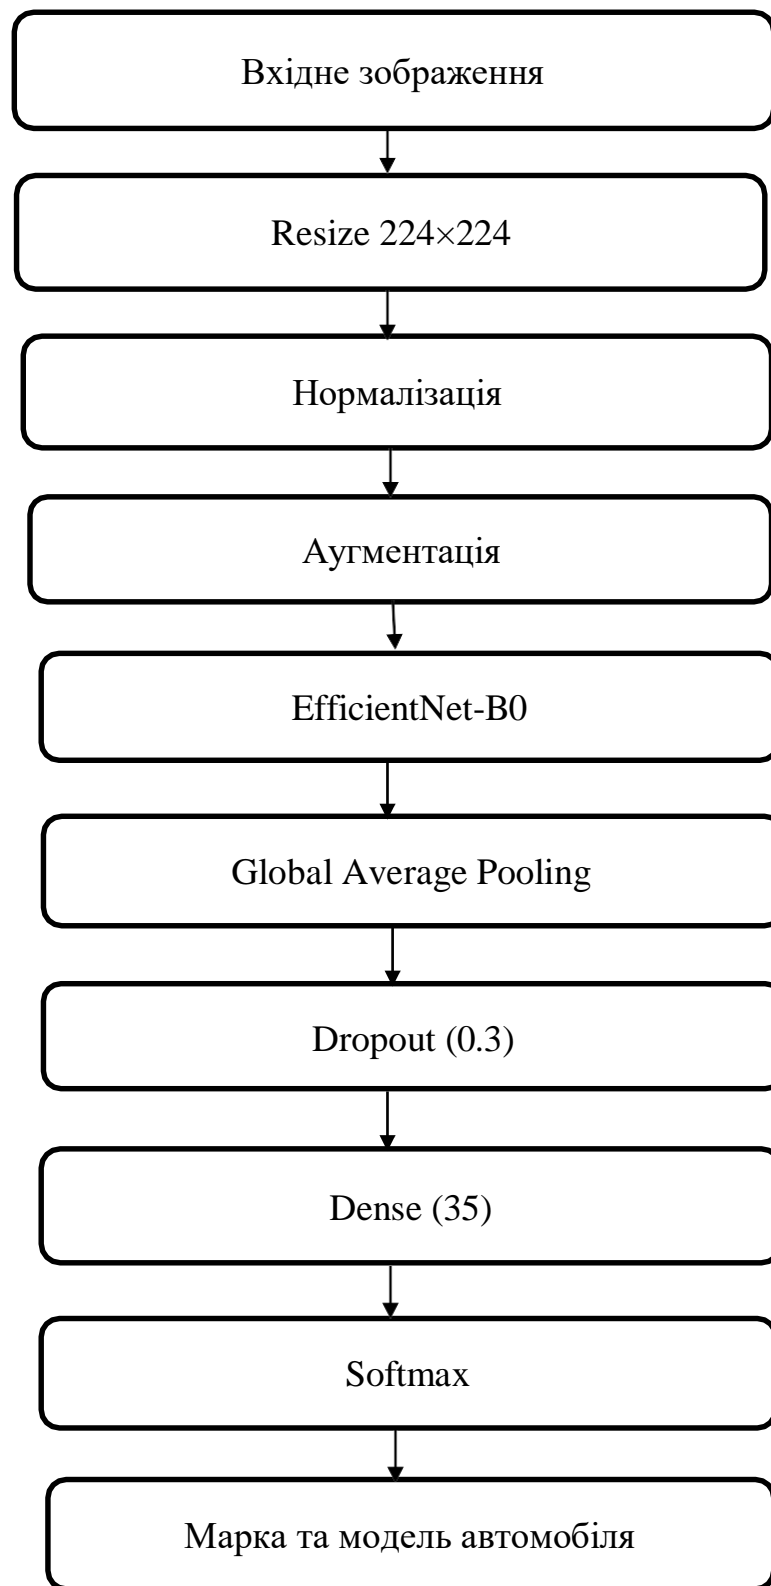 Вхідне зображення
Resize 224×224
Нормалізація
Аугментація
EfficientNet-B0
Global Average Pooling
Dropout (0.3)
Dense (35)
Softmax
Марка та модель автомобіля